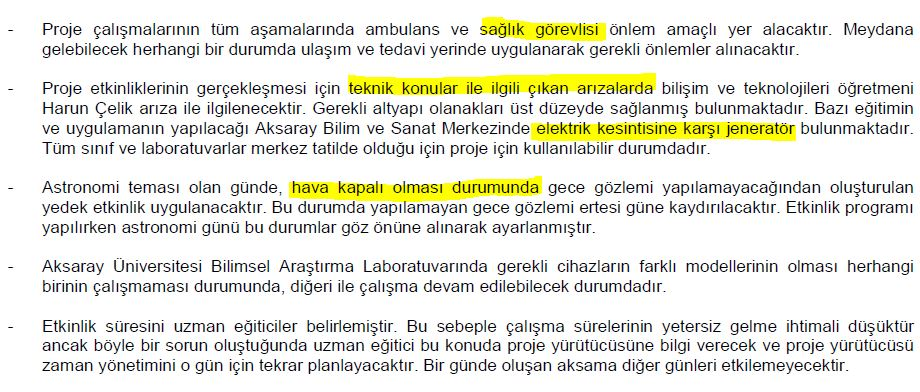 - Proje çalışmalarının tüm aşamalarında ambulans ve sağlık görevlisi önlem amaçlı yer alacaktır. Meydana
gelebilecek herhangi bir durumda ulaşım ve tedavi yerinde uygulanarak gerekli önlemler alınacaktır.
- Proje etkinliklerinin gerçekleşmesi için teknik konular ile ilgili çıkan arızalarda bilişim ve teknolojileri öğretmeni
Harun Çelik arıza ile ilgilenecektir. Gerekli altyapı olanakları üst düzeyde sağlanmış bulunmaktadır. Bazı eğitimin
ve uygulamanın yapılacağı Aksaray Bilim ve Sanat Merkezinde elektrik kesintisine karşı jeneratör bulunmaktadır.
Tüm sınıf ve laboratuvarlar merkez tatilde olduğu için proje için kullanılabilir durumdadır.
- Astronomi teması olan günde, hava kapalı olması durumunda gece gözlemi yapılamayacağından oluşturulan
yedek etkinlik uygulanacaktır. Bu durumda yapılamayan gece gözlemi ertesi güne kaydırılacaktır. Etkinlik programı
yapılırken astronomi günü bu durumlar göz önüne alınarak ayarlanmıştır.
- Aksaray Üniversitesi Bilimsel Araştırma Laboratuvarında gerekli cihazların farklı modellerinin olması herhangi
birinin çalışmaması durumunda, diğeri ile çalışma devam edilebilecek durumdadır.
- Etkinlik süresini uzman eğiticiler belirlemiştir. Bu sebeple çalışma sürelerinin yetersiz gelme ihtimali düşüktür
ancak böyle bir sorun oluştuğunda uzman eğitici bu konuda proje yürütücüsüne bilgi verecek ve proje yürütücüsü
zaman yönetimini o gün için tekrar planlayacaktır. Bir günde oluşan aksama diğer günleri etkilemeyecektir.